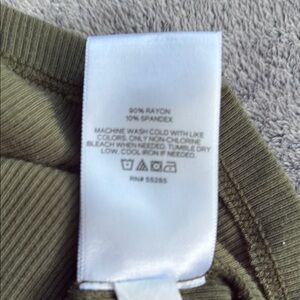 90% RAYON
10% SPANDEX
MACHINE WASH COLD WITH LIKE
COLORS. ONLY NON-CHLORINE
BLEACH WHEN NEEDED. TUMBLE DRY
LOW. COOL IRON IF NEEDED.
RN# 55285